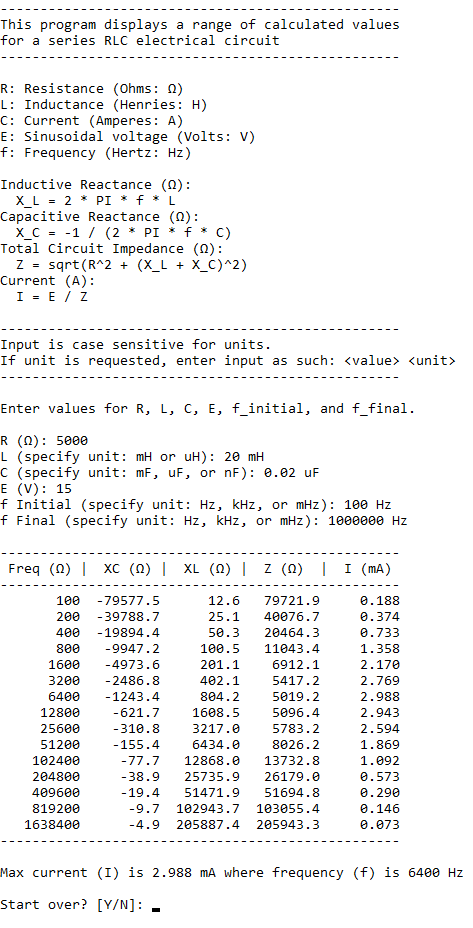 --------------------------------------------------
This program displays a range of calculated values
for a series RLC electrical circuit
--------------------------------------------------
R: Resistance (Ohms: Ω)
L: Inductance (Henries: H)
C: Current (Amperes: A)
E: Sinusoidal voltage (Volts: V)
f: Frequency (Hertz: Hz)
Inductive Reactance (Ω):
  X_L = 2 * PI * f * L
Capacitive Reactance (Ω):
  X_C = -1 / (2 * PI * f * C)
Total Circuit Impedance (Ω):
  Z = sqrt(R^2 + (X_L + X_C)^2)
Current (A):
  I = E / Z
--------------------------------------------------
Input is case sensitive for units.
If unit is requested, enter input as such: <value> <unit>
--------------------------------------------------
Enter values for R, L, C, E, f_initial, and f_final.
R (Ω): 5000
L (specify unit: mH or uH): 20 mH
C (specify unit: mF, uF, or nF): 0.02 uF
E (V): 15
f Initial (specify unit: Hz, kHz, or mHz): 100 Hz
f Final (specify unit: Hz, kHz, or mHz): 1000000 Hz
--------------------------------------------------
 Freq (Ω) |  XC (Ω) |  XL (Ω) |  Z (Ω)  |  I (mA)
--------------------------------------------------
       100  -79577.5      12.6   79721.9     0.188
       200  -39788.7      25.1   40076.7     0.374
       400  -19894.4      50.3   20464.3     0.733
       800   -9947.2     100.5   11043.4     1.358
      1600   -4973.6     201.1    6912.1     2.170
      3200   -2486.8     402.1    5417.2     2.769
      6400   -1243.4     804.2    5019.2     2.988
     12800    -621.7    1608.5    5096.4     2.943
     25600    -310.8    3217.0    5783.2     2.594
     51200    -155.4    6434.0    8026.2     1.869
    102400     -77.7   12868.0   13732.8     1.092
    204800     -38.9   25735.9   26179.0     0.573
    409600     -19.4   51471.9   51694.8     0.290
    819200      -9.7  102943.7  103055.4     0.146
   1638400      -4.9  205887.4  205943.3     0.073
--------------------------------------------------
Max current (I) is 2.988 mA where frequency (f) is 6400 Hz
Start over? [Y/N]: